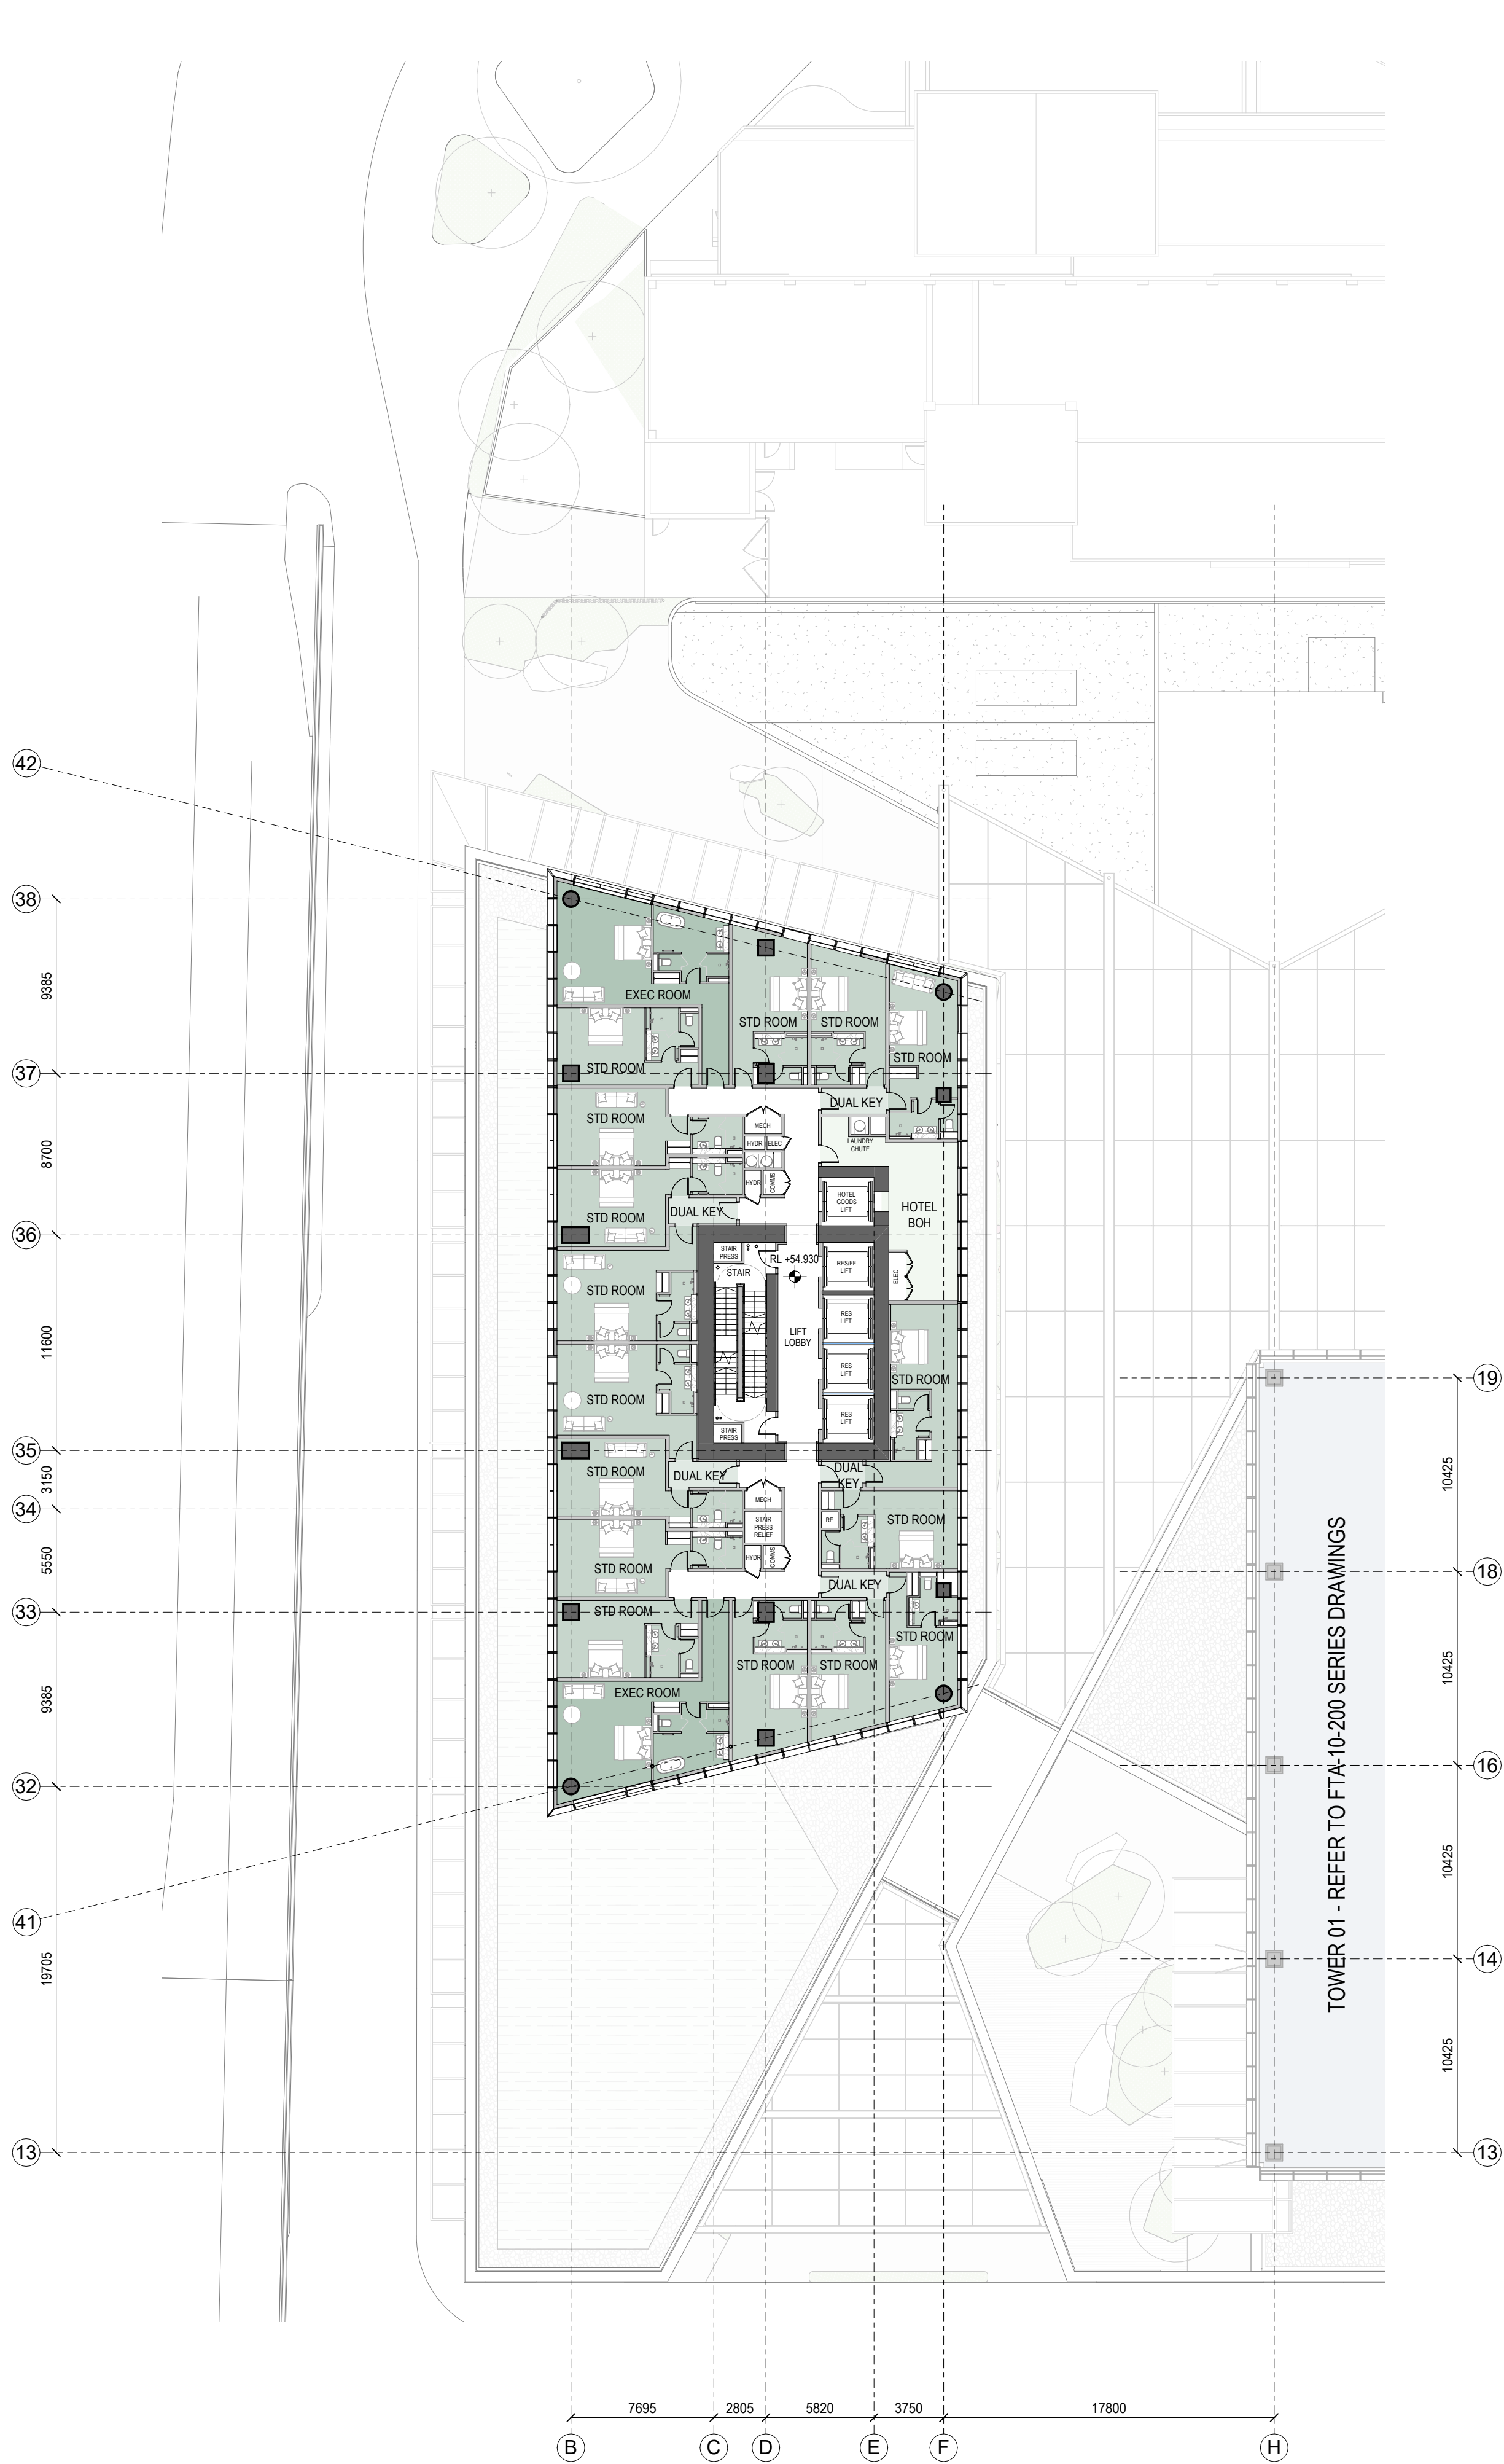 42
38
9385
EXEC ROOM
STD ROOM
STD ROOM
STD ROOM
STD ROOM
37
DUAL KEY
STD ROOM
MECH
HYDR
ELEC
LAUNDRY
CHUTE
8700
HYDR
COMMS
HOTEL
GOODS
LIFT
HOTEL
BOH
DUAL KEY
STD ROOM
36
STAIR
PRESS
RL +54.930
STAIR
RES/FF
LIFT
ELEC
STD ROOM
RES
LIFT
LIFT
LOBBY
11600
RES
LIFT
STD ROOM
19
STD ROOM
RES
LIFT
STAIR
PRESS
35
STD ROOM
DUAL KEY
DUAL
KEY
3150
10425
MECH
34
STAIR
PRESS
RELIEF
RE
STD ROOM
HYDR
COMMS
STD ROOM
5550
18
DUAL KEY
33
STD ROOM
STD ROOM
STD ROOM
STD ROOM
EXEC ROOM
9385
10425
TOWER 01 - REFER TO FTA-10-200 SERIES DRAWINGS
32
16
10425
41
19705
14
10425
13
13
7695
2805
5820
3750
17800
B
C
D
E
F
H